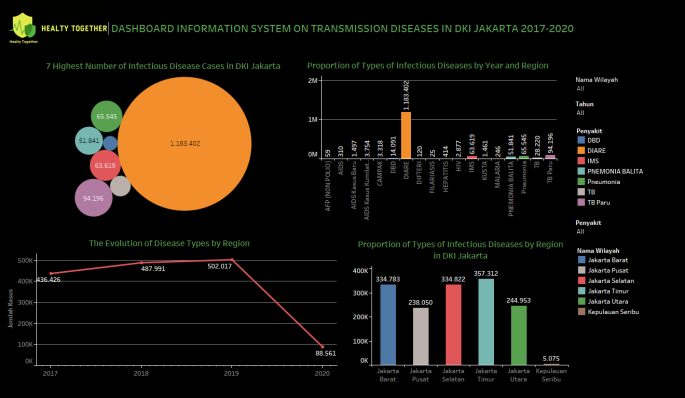 HEALTY TOGETHER
Healty Together
DASHBOARD INFORMATION SYSTEM ON TRANSMISSION DISEASES IN DKI JAKARTA 2017-2020
7 Highest Number of Infectious Disease Cases in DKI Jakarta
66.545
51.841
1.183.402
63.619
94.196
Proportion of Types of Infectious Diseases by Year and Region
2M
1M
0M
59
310
1.497
3.754
3.318
14.091
1.183.402
120
25
414
2.877
63.619
1.461
246
51.841
65.545
28.220
94.196
AFP (NON POLIO)
AIDS
AIDS Kasus Baru
AIDS Kasus Kumulat..
CAMPAK
DBD
DIARE
DIFTERI
FILARIASIS
HEPATITIS
HIV
IMS
KUSTA
MALARIA
PNEMONIA BALITA
Pneumonia
TB
TB Paru
Nama Wilayah
All
Tahun
All
Penyakit
DBD
DIARE
IMS
PNEMONIA BALITA
Pneumonia
TB
TB Paru
Penyakit
All
The Evolution of Disease Types by Region
Jumlah Kasus
500K
400K
300K
200K
100K
0K
436.426
487.991
502.017
88.561
2017
2018
2019
2020
Proportion of Types of Infectious Diseases by Region
in DKI Jakarta
400K
300K
200K
100K
0K
334.783
238.050
334.822
357.312
244.953
5.075
Jakarta
Barat
Jakarta
Pusat
Jakarta
Selatan
Jakarta
Timur
Jakarta
Utara
Kepulauan
Seribu
Nama Wilayah
Jakarta Barat
Jakarta Pusat
Jakarta Selatan
Jakarta Timur
Jakarta Utara
Kepulauan Seribu